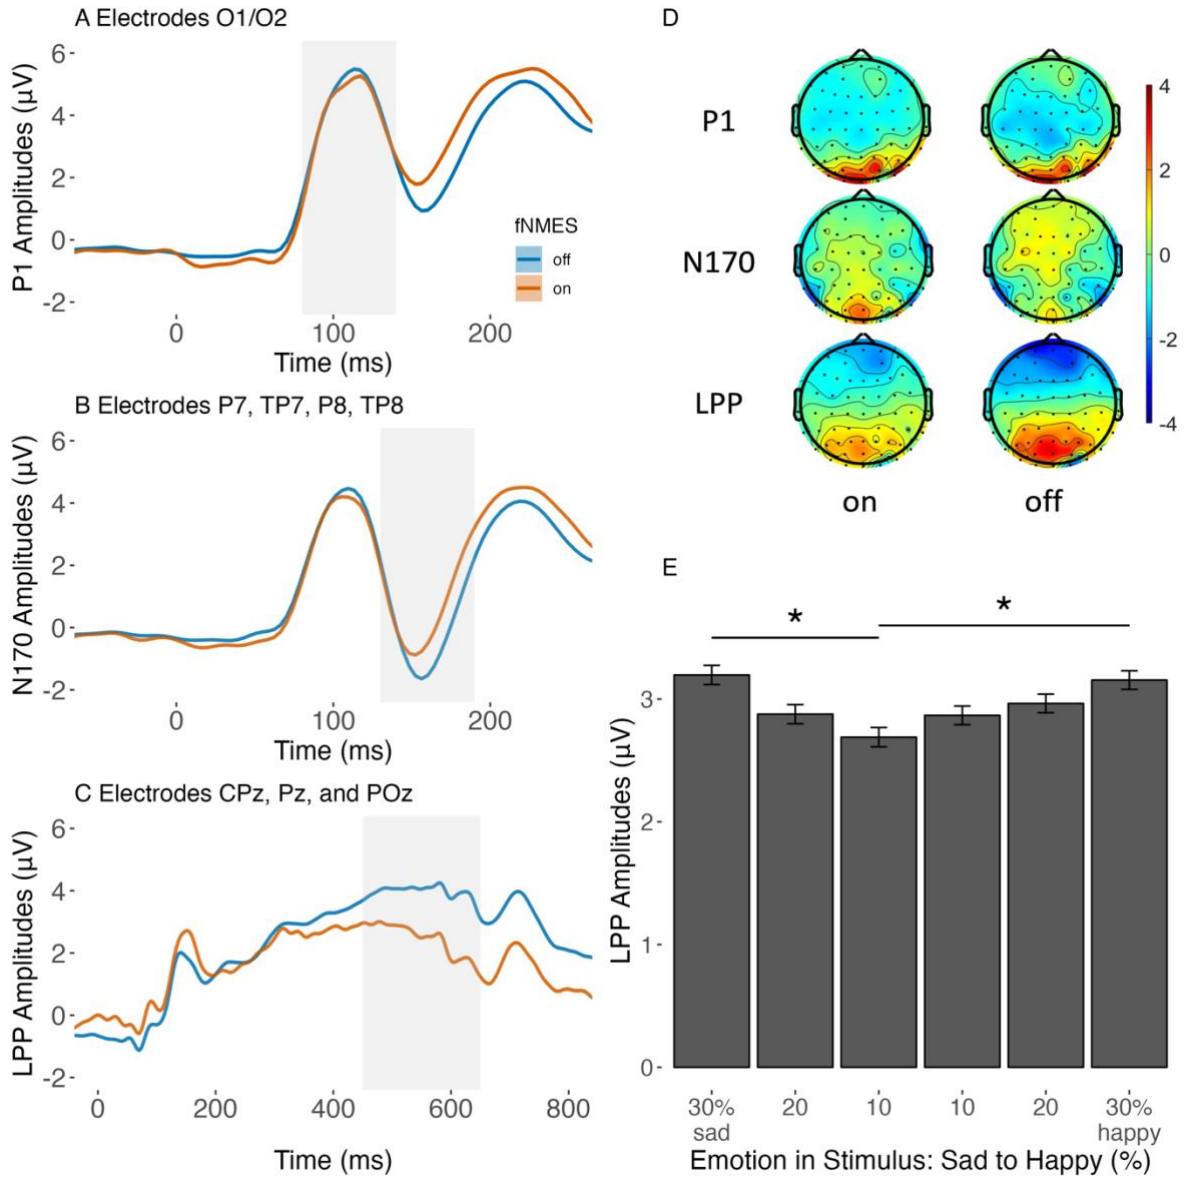 A Electrodes O1/O2
6
4
2
0
-2
P1 Amplitudes (µV)
0 100 200
Time (ms)
fNMES
off
on
B Electrodes P7, TP7, P8, TP8
6
4
2
0
-2
N170 Amplitudes (µV)
0 100 200
Time (ms)
C Electrodes CPz, Pz, and POz
6
4
2
0
-2
LPP Amplitudes (µV)
0 200 400 600 800
Time (ms)
D
P1
N170
LPP
on off
4
2
0
-2
-4
E
* *
3
2
1
0
LPP Amplitudes (µV)
30% 20 10 10 20 30%
sad happy
Emotion in Stimulus: Sad to Happy (%)